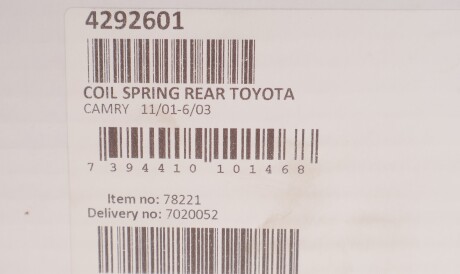 4292601
COIL SPRING REAR TOYOTA
CAMRY 11/01-6/03
7 394410 101468
Item no: 78221
Delivery no: 7020052